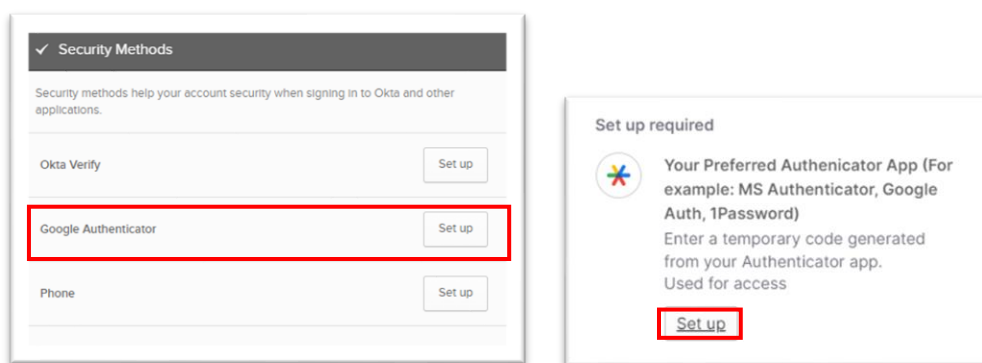 Security Methods
Security methods help your account security when signing in to Okta and other
applications.
Okta Verify
Set up
Google Authenticator
Set up
Phone
Set up
Set up required
Your Preferred Authenicator App (For
example: MS Authenticator, Google
Auth, 1Password)
Enter a temporary code generated
from your Authenticator app.
Used for access
Set up